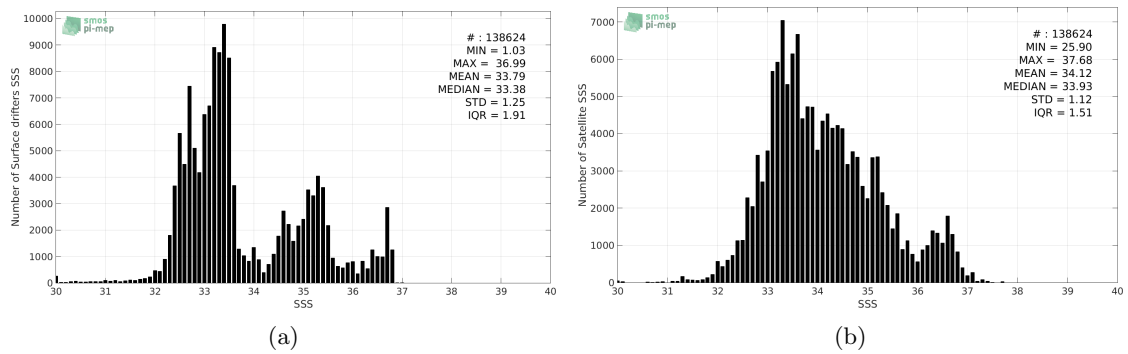 smos
pi-mep
# : 138624
MIN = 1.03
MAX = 36.99
MEAN = 33.79
MEDIAN = 33.38
STD = 1.25
IQR = 1.91
Number of Surface drifters SSS
10000
9000
8000
7000
6000
5000
4000
3000
2000
1000
0
30 31 32 33 34 35 36 37 38 39 40
SSS
(a)
smos
pi-mep
# : 138624
MIN = 25.90
MAX = 37.68
MEAN = 34.12
MEDIAN = 33.93
STD = 1.12
IQR = 1.51
Number of Satellite SSS
7000
6000
5000
4000
3000
2000
1000
0
30 31 32 33 34 35 36 37 38 39 40
SSS
(b)